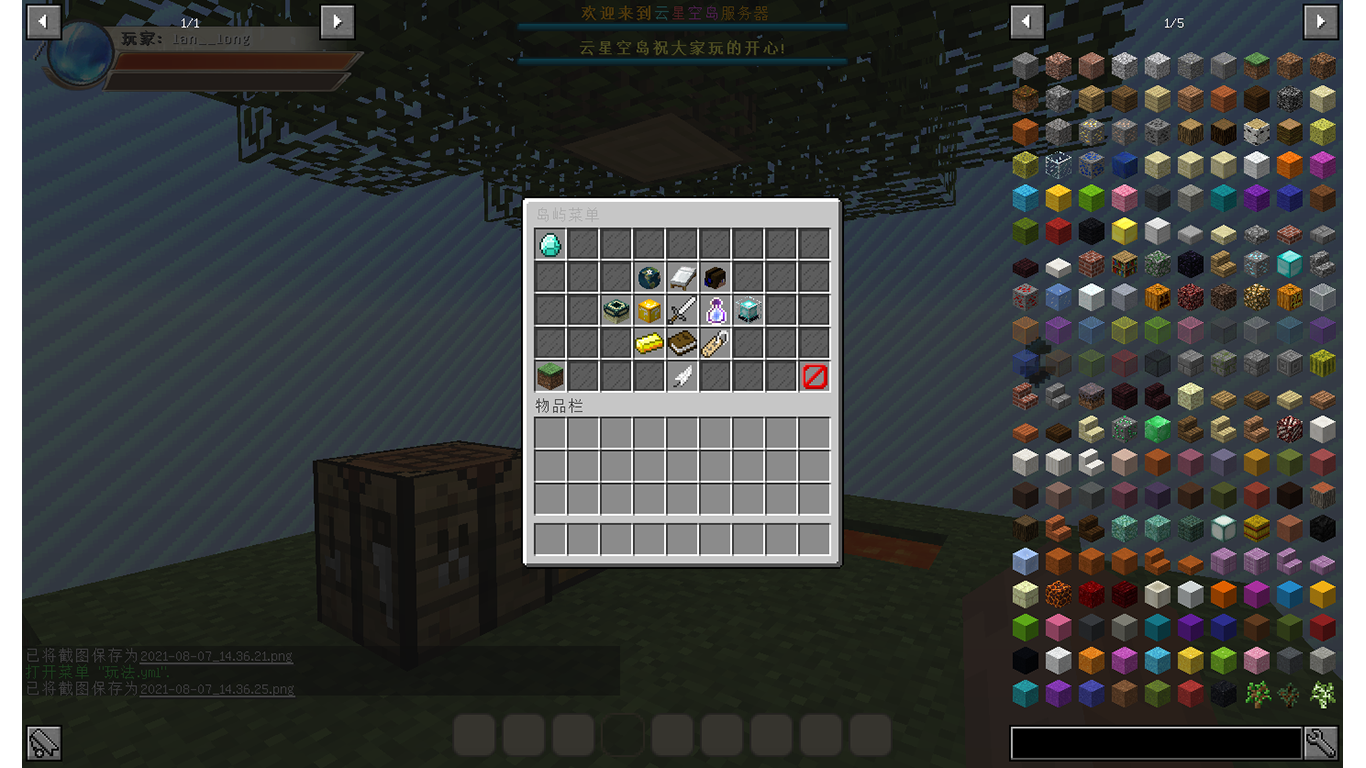 1/1
玩家: lan__long
欢迎来到云星空岛服务器
云星空岛祝大家玩的开心!
1/5
岛屿菜单
物品栏
已将截图保存为2021-08-07_14.36.21.png
打开菜单 "玩法.yml".
已将截图保存为2021-08-07_14.36.25.png